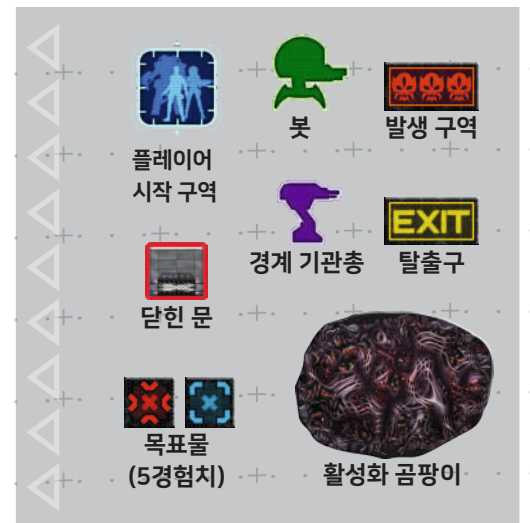 봇
발생 구역
플레이어
시작 구역
EXIT
경계 기관총
탈출구
닫힌 문
목표물
(5경험치)
활성화 곰팡이